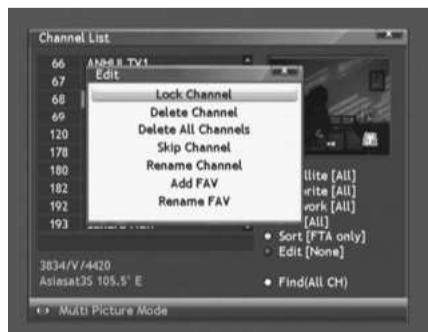 Channel List
66 ANHUI TV1
67
68
69
120
178
180
182
192
193
Edit
Lock Channel
Delete Channel
Delete All Channels
Skip Channel
Rename Channel
Add FAV
Rename FAV
llite [All]
rite [All]
ork [All]
[All]
Sort [FTA only]
Edit [None]
Find(All CH)
3834/V/4420
Asiasat3S 105.5° E
Multi Picture Mode